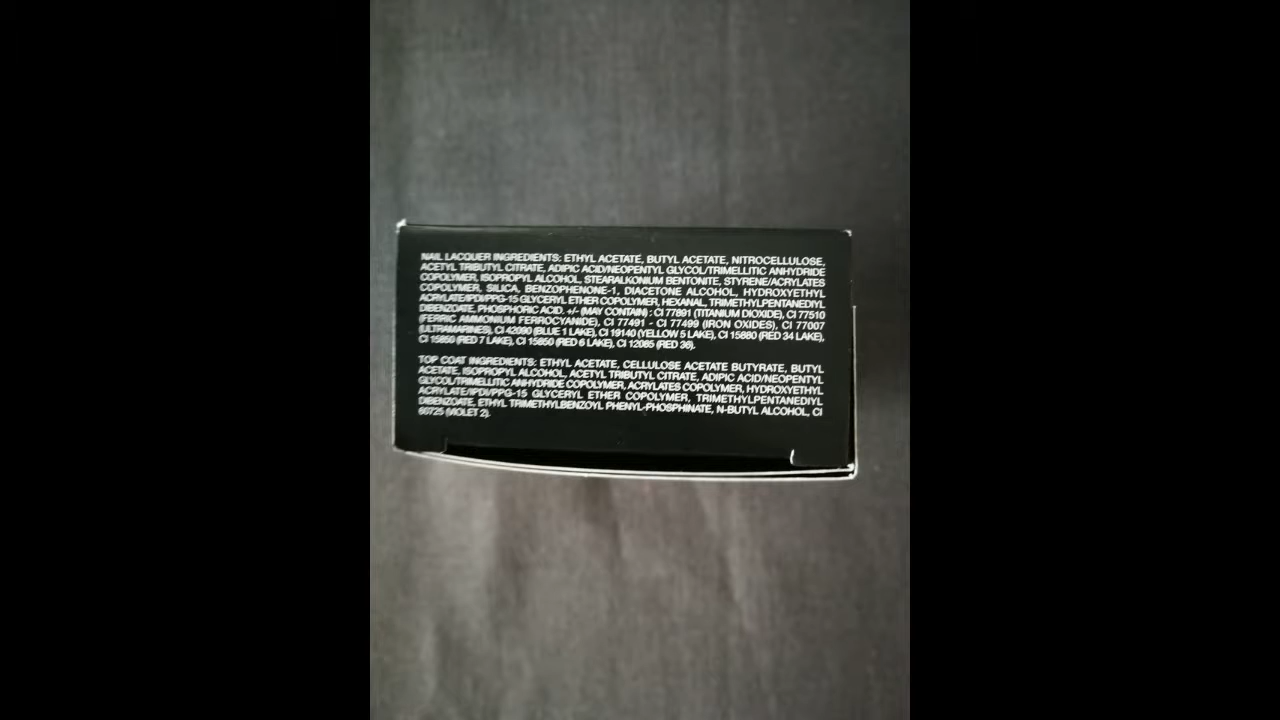 NAIL LACQUER INGREDIENTS: ETHYL ACETATE, BUTYL ACETATE, NITROCELLULOSE,
ACETYL TRIBUTYL CITRATE, ADIPIC ACID/NEOPENTYL GLYCOL/TRIMELLITIC ANHYDRIDE
COPOLYMER, ISOPROPYL ALCOHOL, STEARALKONIUM BENTONITE, STYRENE/ACRYLATES
COPOLYMER, SILICA, BENZOPHENONE-1, DIACETONE ALCOHOL, HYDROXYETHYL
ACRYLATE/IPDI/PPG-15 GLYCERYL ETHER COPOLYMER, HEXANAL, TRIMETHYLPENTANEDIYL
DIBENZOATE, PHOSPHORIC ACID. +/- (MAY CONTAIN) : CI 77891 (TITANIUM DIOXIDE), CI 77510
(FERRIC AMMONIUM FERROCYANIDE), CI 77491 - CI 77499 (IRON OXIDES), CI 77007
(ULTRAMARINES), CI 42090 (BLUE 1 LAKE), CI 19140 (YELLOW 5 LAKE), CI 15880 (RED 34 LAKE),
CI 15850 (RED 7 LAKE), CI 15850 (RED 6 LAKE), CI 12085 (RED 36).
TOP COAT INGREDIENTS: ETHYL ACETATE, CELLULOSE ACETATE BUTYRATE, BUTYL
ACETATE, ISOPROPYL ALCOHOL, ACETYL TRIBUTYL CITRATE, ADIPIC ACID/NEOPENTYL
GLYCOL/TRIMELLITIC ANHYDRIDE COPOLYMER, ACRYLATES COPOLYMER, HYDROXYETHYL
ACRYLATE/IPDI/PPG-15 GLYCERYL ETHER COPOLYMER, TRIMETHYLPENTANEDIYL
DIBENZOATE, ETHYL TRIMETHYLBENZOYL PHENYL-PHOSPHINATE, N-BUTYL ALCOHOL, CI
60725 (VIOLET 2).